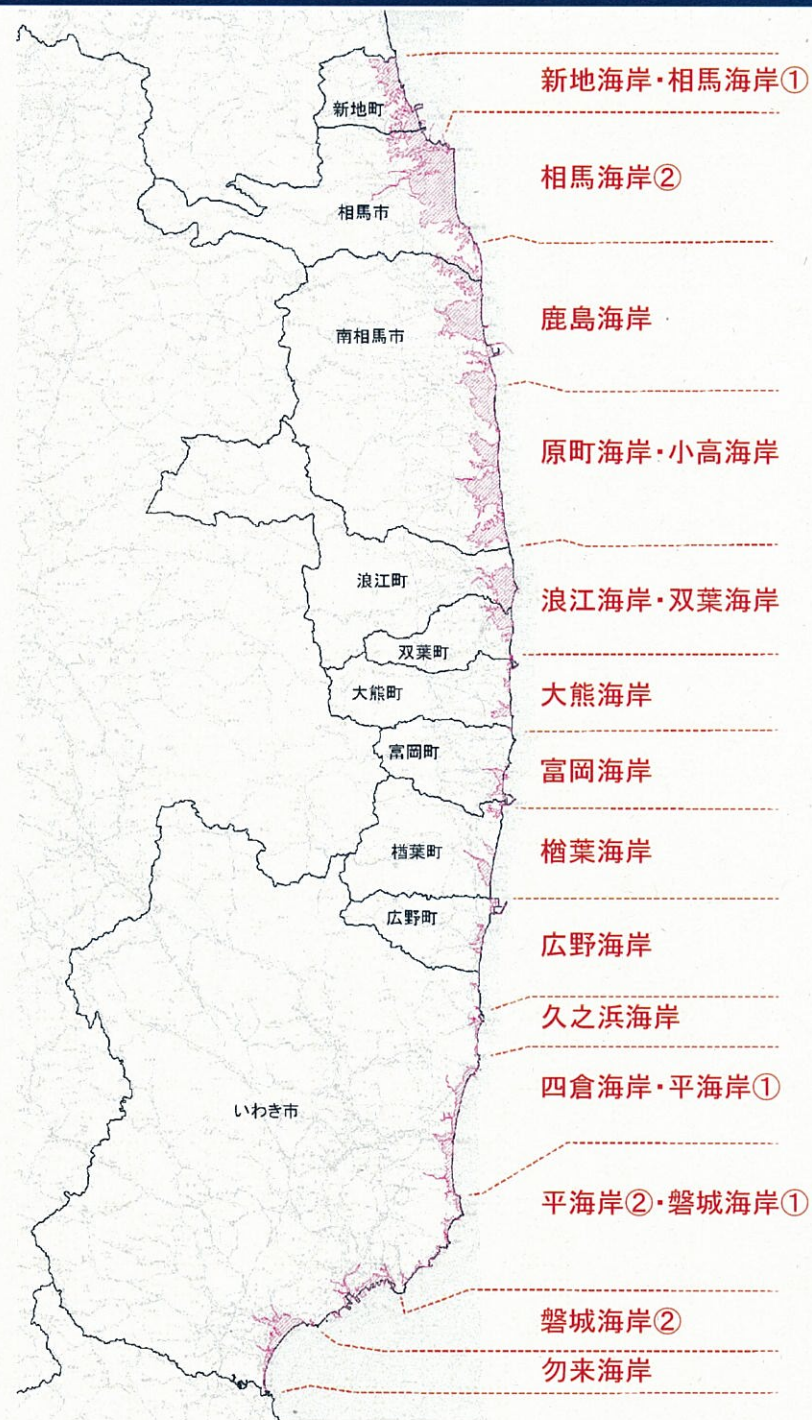 新地海岸・相馬海岸①
相馬海岸②
鹿島海岸
原町海岸・小高海岸
浪江海岸・双葉海岸
大熊海岸
富岡海岸
楢葉海岸
広野海岸
久之浜海岸
四倉海岸・平海岸①
平海岸②・磐城海岸①
磐城海岸②
勿来海岸
新地町
相馬市
南相馬市
浪江町
双葉町
大熊町
富岡町
楢葉町
広野町
いわき市